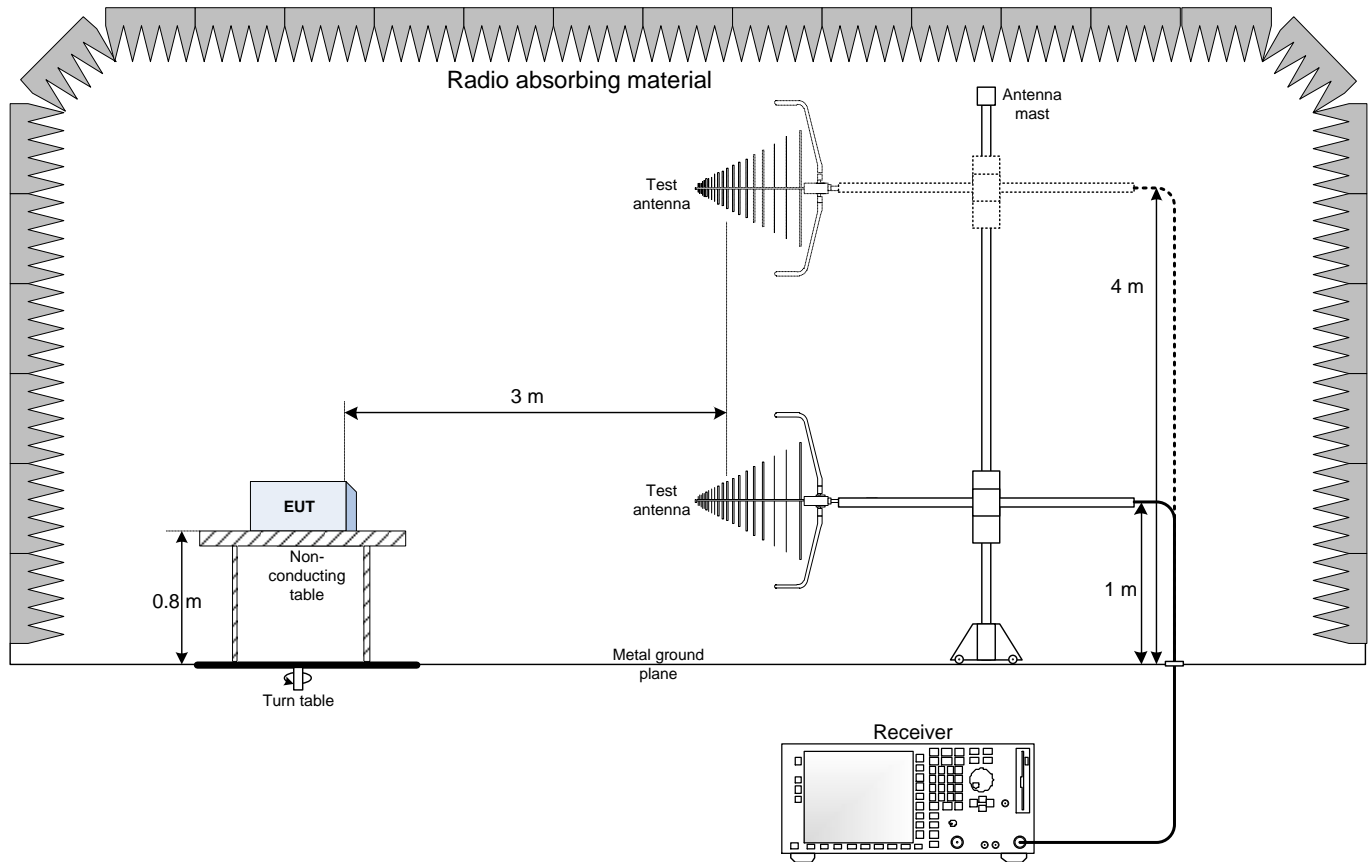 Radio absorbing material
Antenna
mast
Test
antenna
4 m
3 m
EUT
Test
antenna
Non-
conducting
table
0.8 m
1 m
Metal ground
plane
Turn table
Receiver